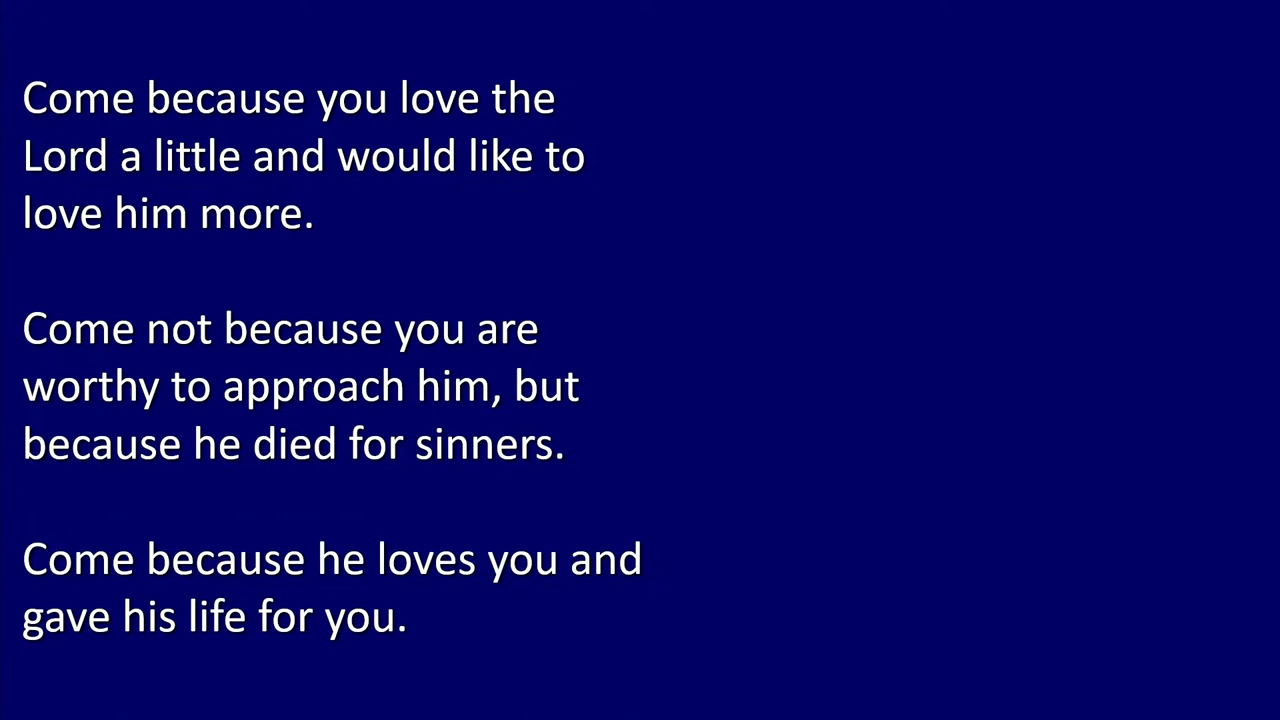 Come because you love the
Lord a little and would like to
love him more.
Come not because you are
worthy to approach him, but
because he died for sinners.
Come because he loves you and
gave his life for you.